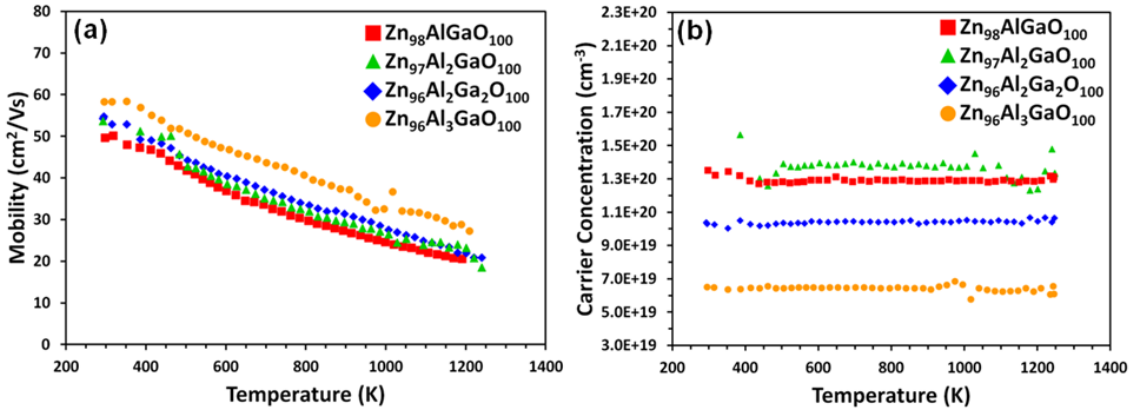 (a)
Zn₉₈AlGaO₁₀₀
Zn₉₇Al₂GaO₁₀₀
Zn₉₆Al₂Ga₂O₁₀₀
Zn₉₆Al₃GaO₁₀₀
Mobility (cm²/Vs)
80
70
60
50
40
30
20
10
0
200 400 600 800 1000 1200 1400
Temperature (K)
(b)
Zn₉₈AlGaO₁₀₀
Zn₉₇Al₂GaO₁₀₀
Zn₉₆Al₂Ga₂O₁₀₀
Zn₉₆Al₃GaO₁₀₀
Carrier Concentration (cm⁻³)
2.3E+20
2.1E+20
1.9E+20
1.7E+20
1.5E+20
1.3E+20
1.1E+20
9.0E+19
7.0E+19
5.0E+19
3.0E+19
200 400 600 800 1000 1200 1400
Temperature (K)